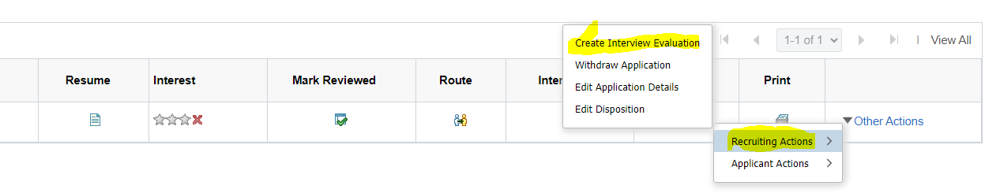 Create Interview Evaluation
1-1 of 1
View All
Resume
Interest
Mark Reviewed
Route
Withdraw Application
Print
Edit Application Details
Edit Disposition
Other Actions
Recruiting Actions
Applicant Actions